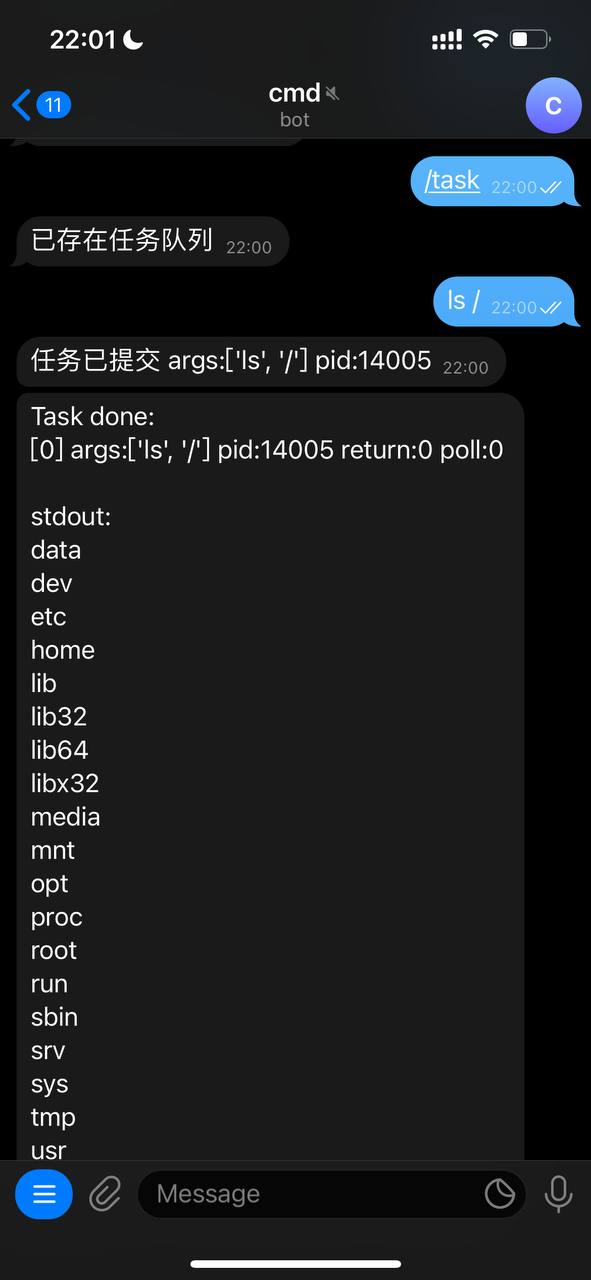 22:01
11
cmd
bot
C
/task 22:00
已存在任务队列 22:00
ls / 22:00
任务已提交 args:['ls', '/'] pid:14005 22:00
Task done:
[0] args:['ls', '/'] pid:14005 return:0 poll:0
stdout:
data
dev
etc
home
lib
lib32
lib64
libx32
media
mnt
opt
proc
root
run
sbin
srv
sys
tmp
usr
Message